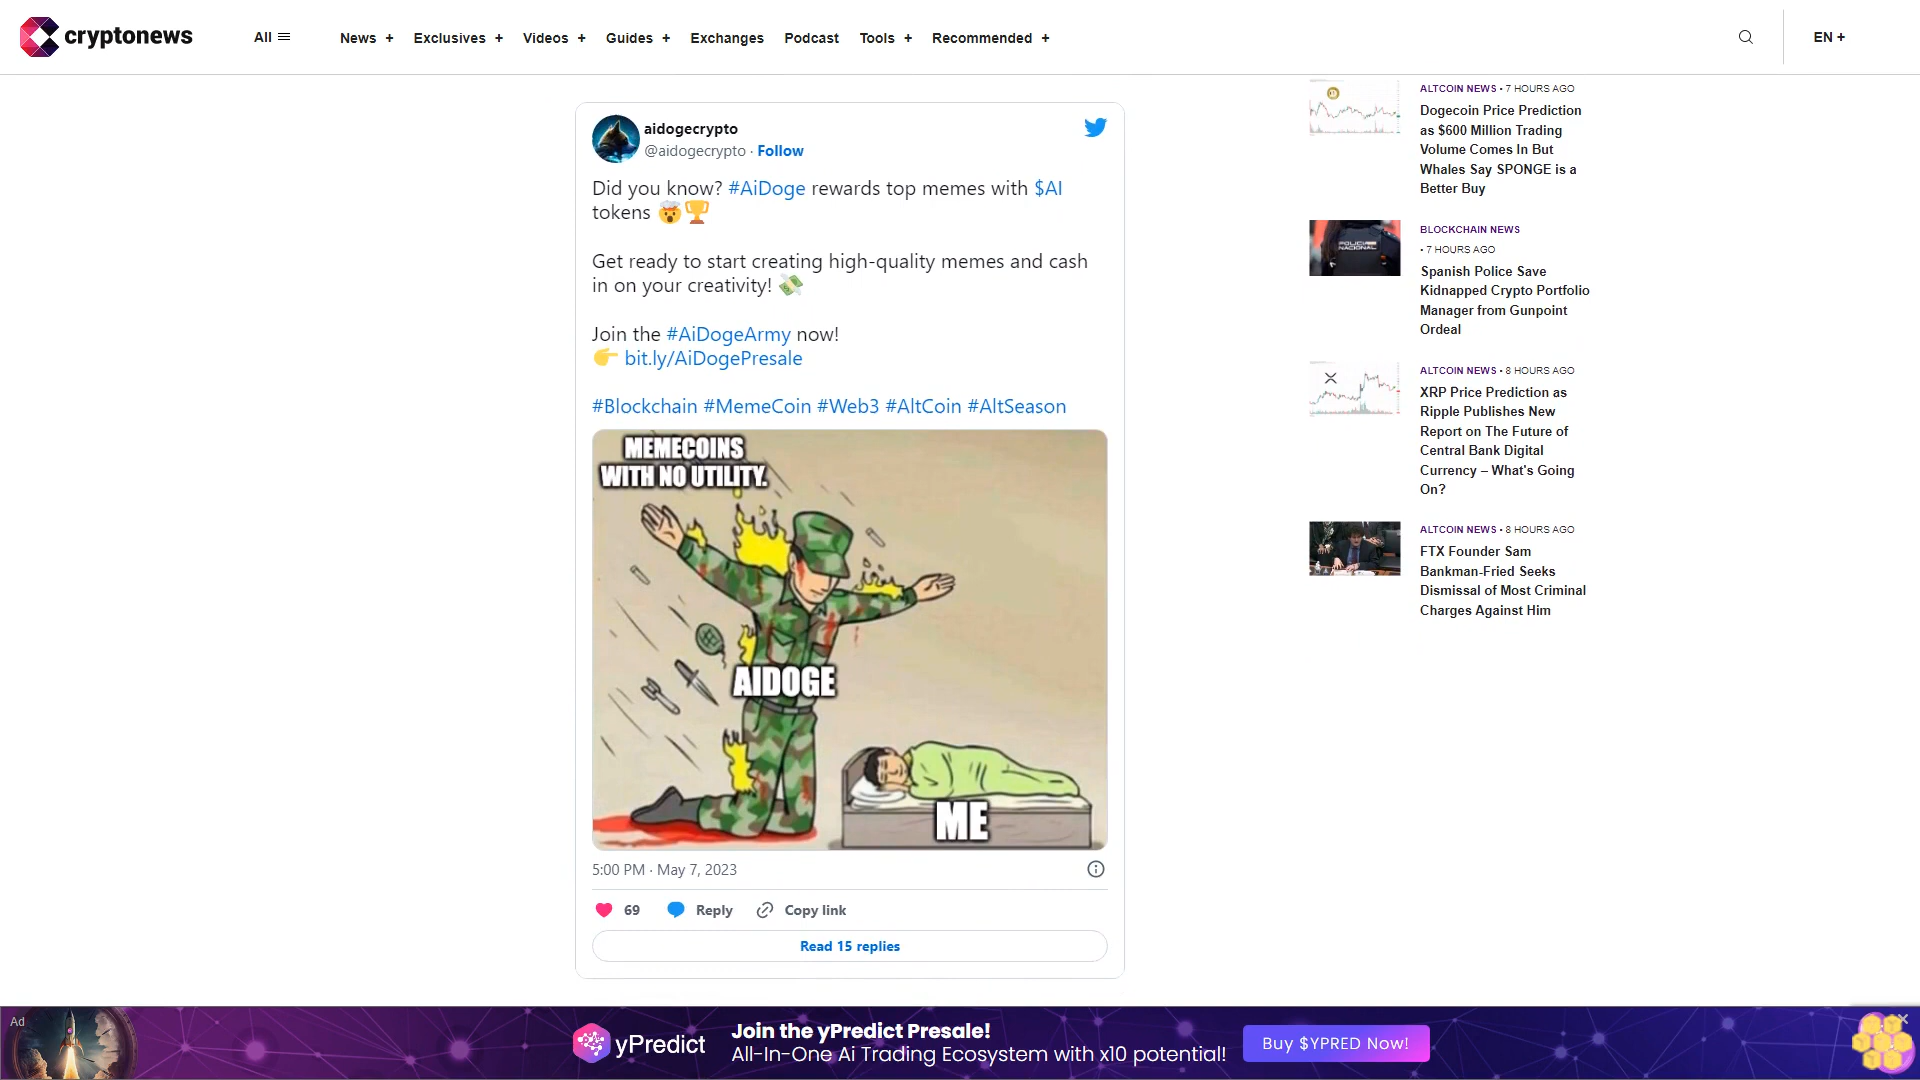 cryptonews
All
News +
Exclusives +
Videos +
Guides +
Exchanges
Podcast
Tools +
Recommended +
EN +
aidogecrypto
@aidogecrypto · Follow
Did you know? #AiDoge rewards top memes with $AI
tokens 🤯🏆
Get ready to start creating high-quality memes and cash
in on your creativity! 💸
Join the #AiDogeArmy now!
👉 bit.ly/AiDogePresale
#Blockchain #MemeCoin #Web3 #AltCoin #AltSeason
MEMECOINS
WITH NO UTILITY.
AIDOGE
ME
5:00 PM · May 7, 2023
69
Reply
Copy link
Read 15 replies
ALTCOIN NEWS • 7 HOURS AGO
Dogecoin Price Prediction
as $600 Million Trading
Volume Comes In But
Whales Say SPONGE is a
Better Buy
POLICIA
NACIONAL
BLOCKCHAIN NEWS
• 7 HOURS AGO
Spanish Police Save
Kidnapped Crypto Portfolio
Manager from Gunpoint
Ordeal
ALTCOIN NEWS • 8 HOURS AGO
XRP Price Prediction as
Ripple Publishes New
Report on The Future of
Central Bank Digital
Currency – What's Going
On?
ALTCOIN NEWS • 8 HOURS AGO
FTX Founder Sam
Bankman-Fried Seeks
Dismissal of Most Criminal
Charges Against Him
Ad
yPredict
Join the yPredict Presale!
All-In-One Ai Trading Ecosystem with x10 potential!
Buy $YPRED Now!